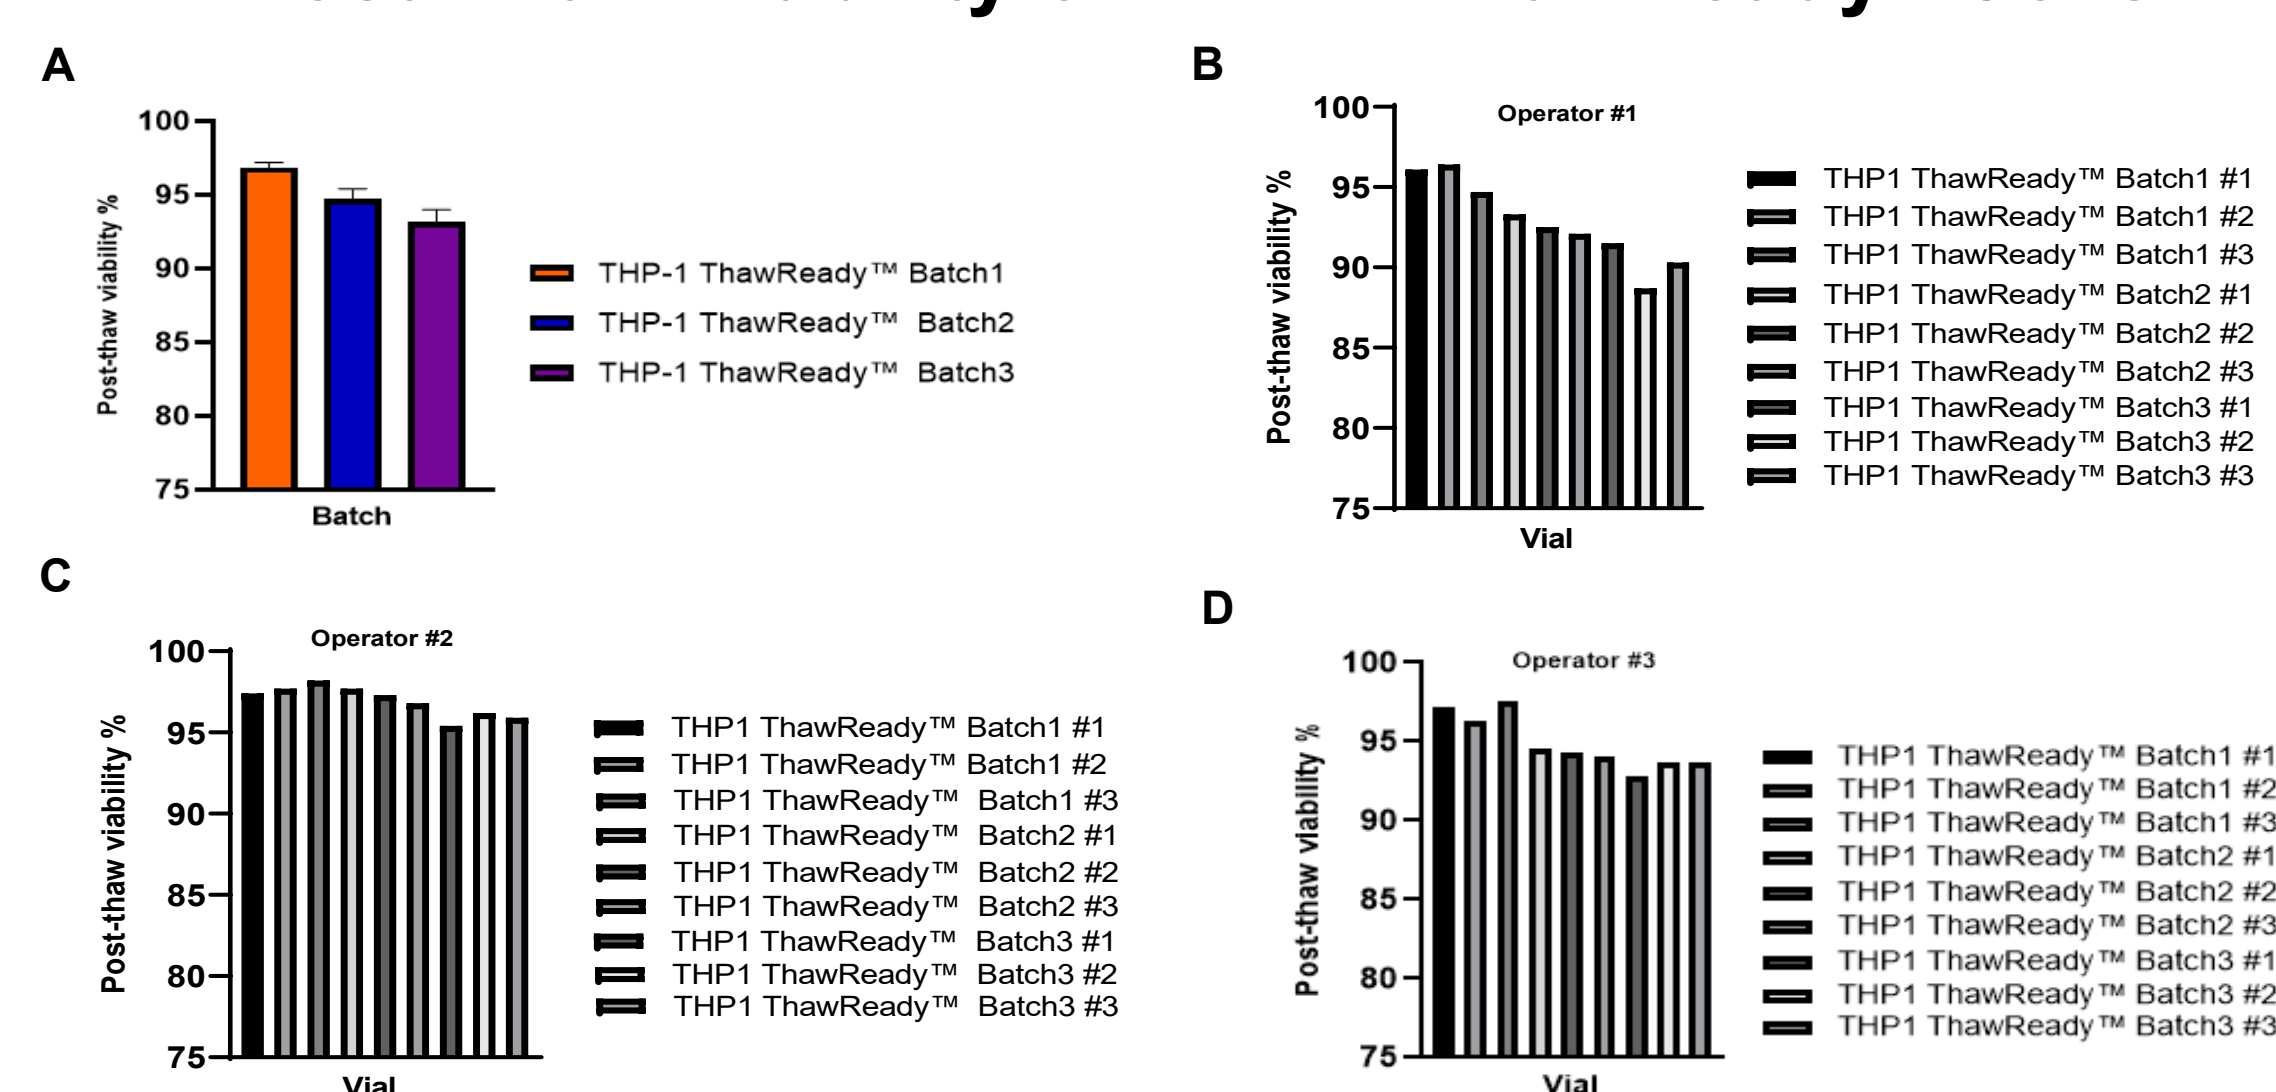 A
100
95
90
85
80
75
Post-thaw viability %
Batch
THP-1 ThawReady™ Batch1
THP-1 ThawReady™ Batch2
THP-1 ThawReady™ Batch3
B
Operator #1
100
95
90
85
80
75
Post-thaw viability %
Vial
THP1 ThawReady™ Batch1 #1
THP1 ThawReady™ Batch1 #2
THP1 ThawReady™ Batch1 #3
THP1 ThawReady™ Batch2 #1
THP1 ThawReady™ Batch2 #2
THP1 ThawReady™ Batch2 #3
THP1 ThawReady™ Batch3 #1
THP1 ThawReady™ Batch3 #2
THP1 ThawReady™ Batch3 #3
C
Operator #2
100
95
90
85
80
75
Post-thaw viability %
Vial
THP1 ThawReady™ Batch1 #1
THP1 ThawReady™ Batch1 #2
THP1 ThawReady™ Batch1 #3
THP1 ThawReady™ Batch2 #1
THP1 ThawReady™ Batch2 #2
THP1 ThawReady™ Batch2 #3
THP1 ThawReady™ Batch3 #1
THP1 ThawReady™ Batch3 #2
THP1 ThawReady™ Batch3 #3
D
Operator #3
100
95
90
85
80
75
Post-thaw viability %
Vial
THP1 ThawReady™ Batch1 #1
THP1 ThawReady™ Batch1 #2
THP1 ThawReady™ Batch1 #3
THP1 ThawReady™ Batch2 #1
THP1 ThawReady™ Batch2 #2
THP1 ThawReady™ Batch2 #3
THP1 ThawReady™ Batch3 #1
THP1 ThawReady™ Batch3 #2
THP1 ThawReady™ Batch3 #3